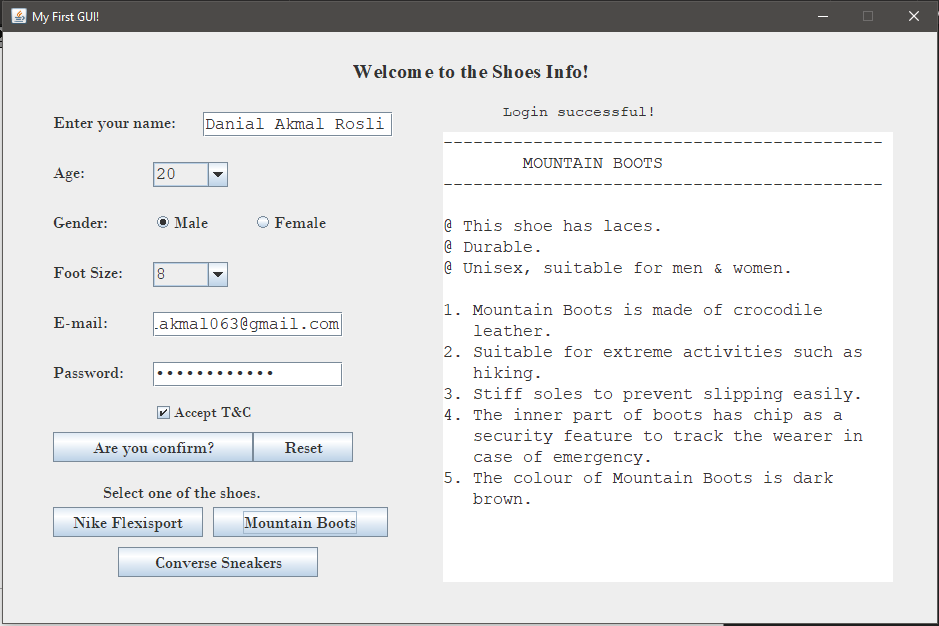 My First GUI!
Welcome to the Shoes Info!
Enter your name: Danial Akmal Rosli
Age: 20
Gender: Male Female
Foot Size: 8
E-mail: .akmal063@gmail.com
Password: ••••••••••••
Accept T&C
Are you confirm? Reset
Select one of the shoes.
Nike Flexisport Mountain Boots
Converse Sneakers
Login successful!
--------------------------------------------
MOUNTAIN BOOTS
--------------------------------------------
@ This shoe has laces.
@ Durable.
@ Unisex, suitable for men & women.
1. Mountain Boots is made of crocodile
leather.
2. Suitable for extreme activities such as
hiking.
3. Stiff soles to prevent slipping easily.
4. The inner part of boots has chip as a
security feature to track the wearer in
case of emergency.
5. The colour of Mountain Boots is dark
brown.